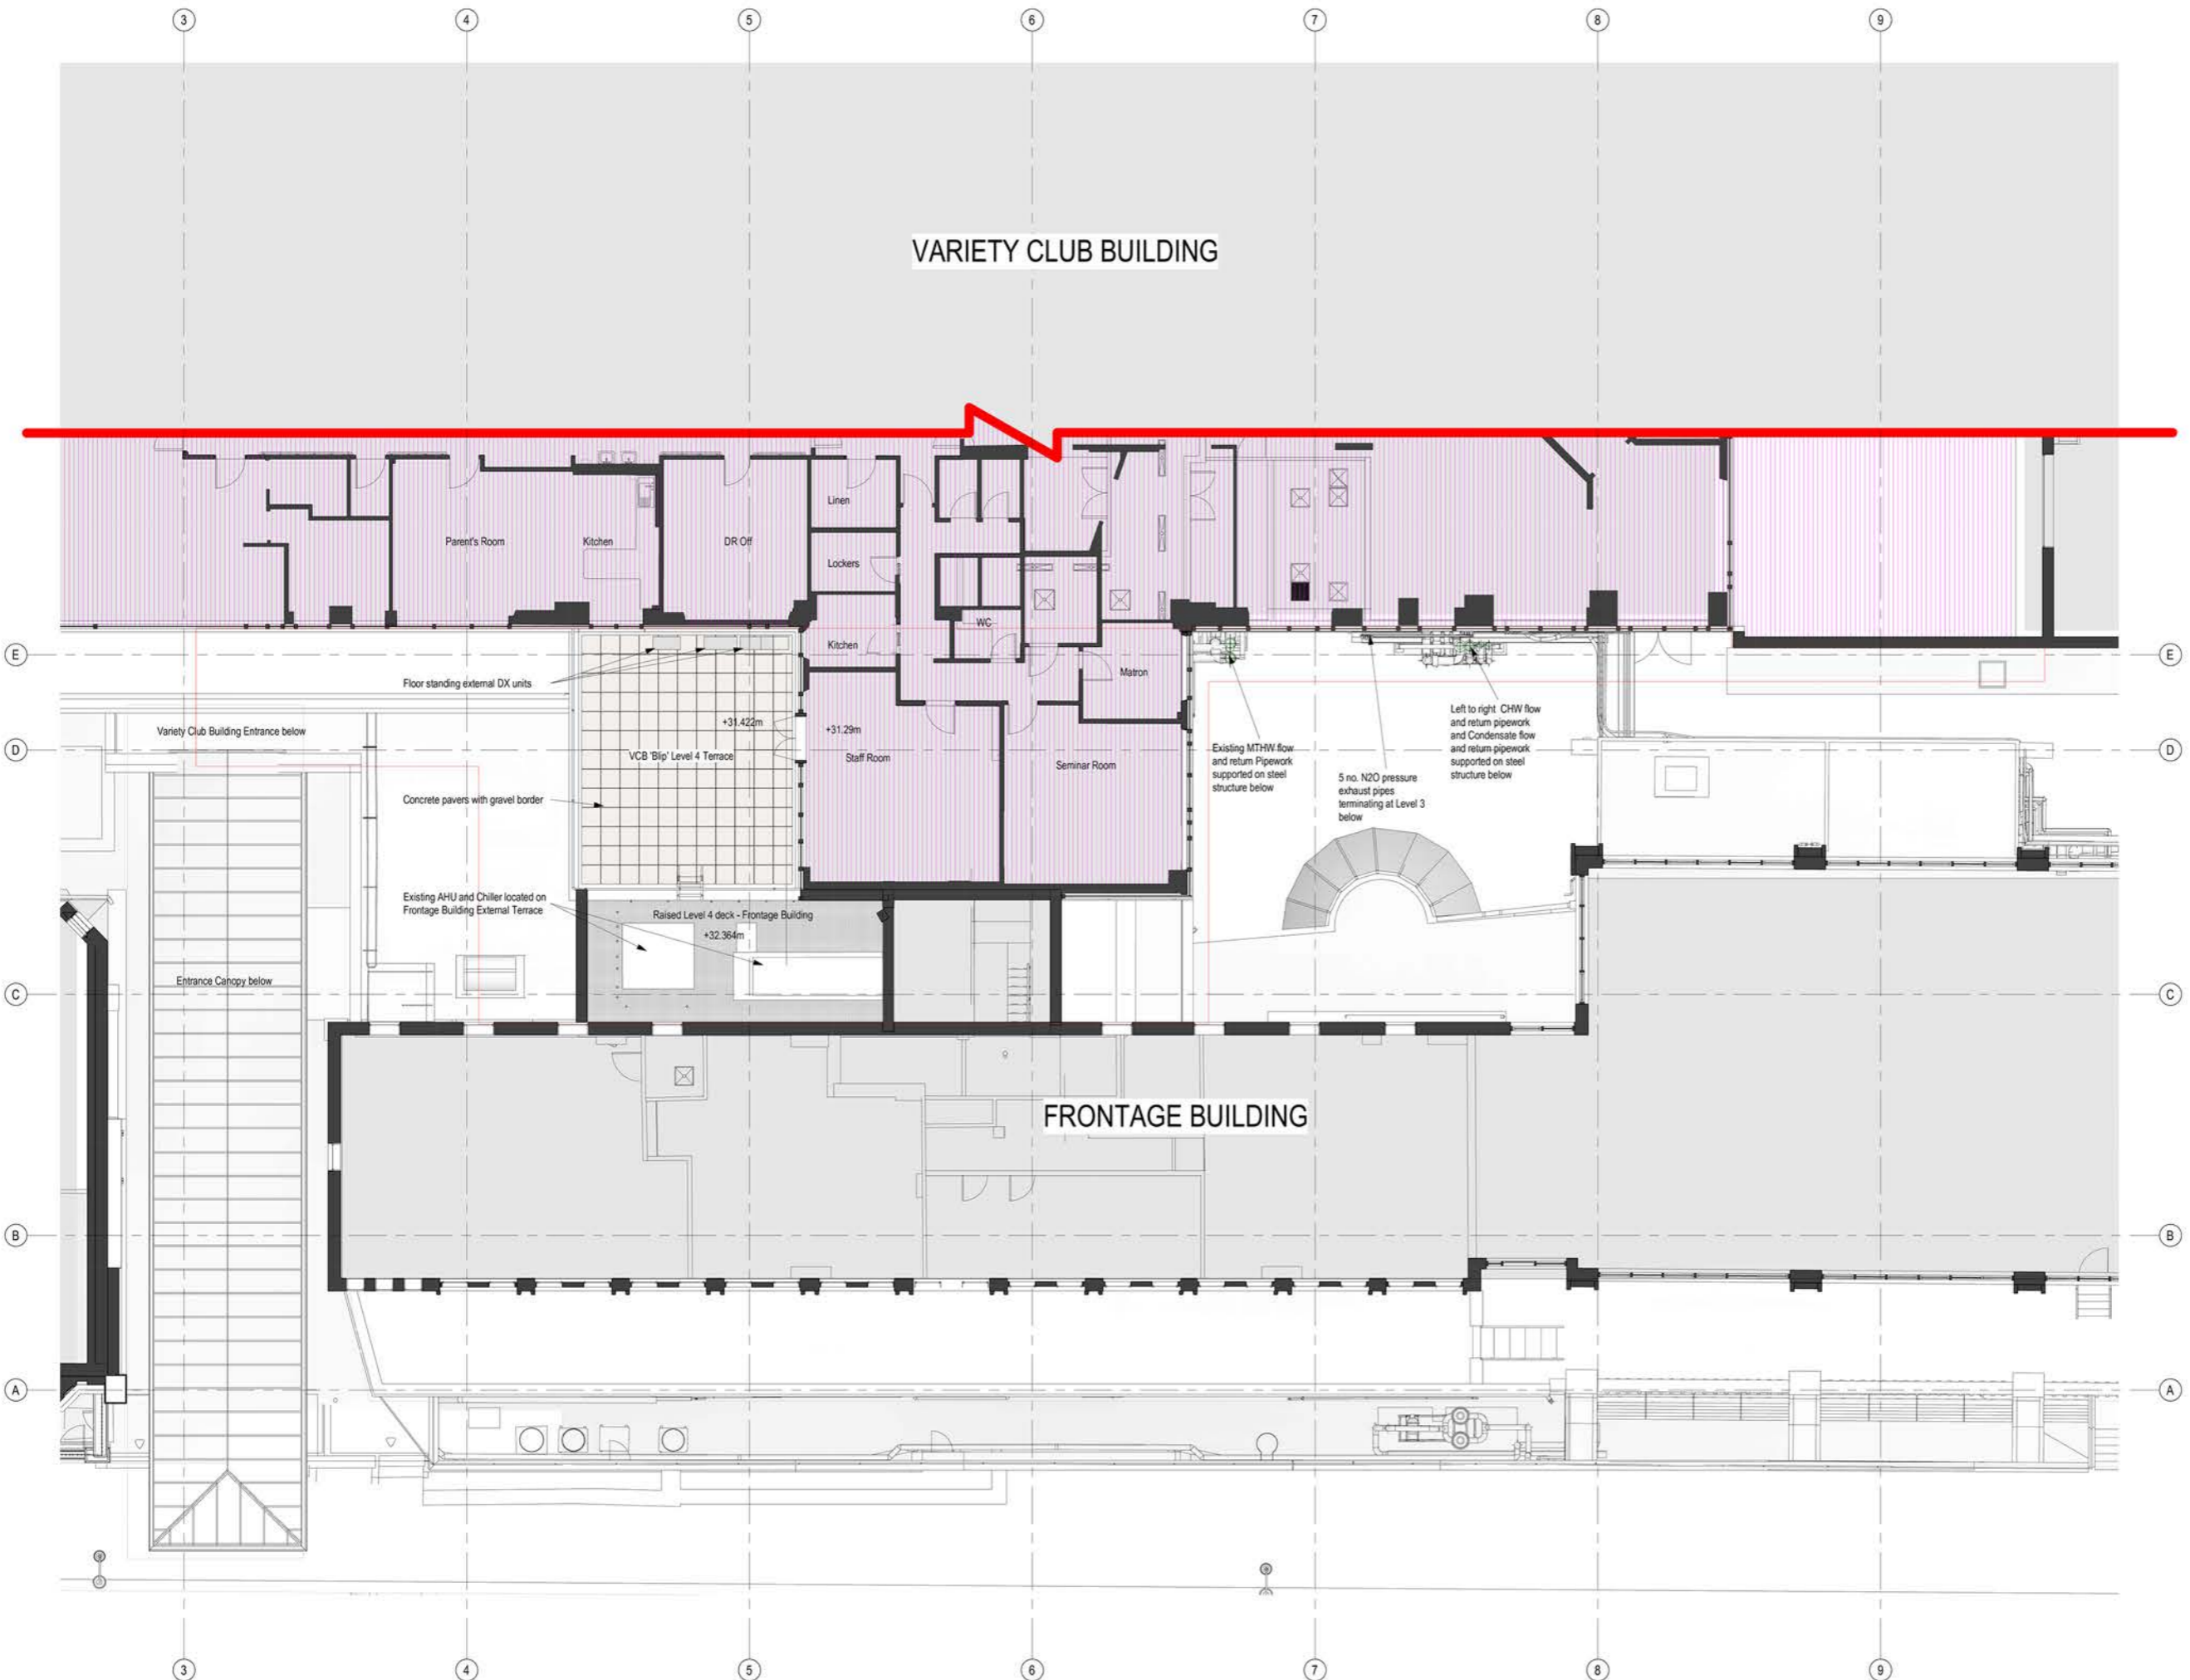 3 4 5 6 7 8 9
VARIETY CLUB BUILDING
Linen
Parent's Room
Kitchen
DR Off
Lockers
WC
Kitchen
E
E
Matron
Floor standing external DX units
+31.422m
+31.29m
Variety Club Building Entrance below
D
D
VCB 'Blip' Level 4 Terrace
Staff Room
Seminar Room
Existing MTHW flow
and return Pipework
supported on steel
structure below
5 no. N2O pressure
exhaust pipes
terminating at Level 3
below
Left to right CHW flow
and return pipework
and Condensate flow
and return pipework
supported on steel
structure below
Concrete pavers with gravel border
Existing AHU and Chiller located on
Frontage Building External Terrace
Raised Level 4 deck - Frontage Building
+32.364m
Entrance Canopy below
C
C
FRONTAGE BUILDING
B
B
A
A
3 4 5 6 7 8 9